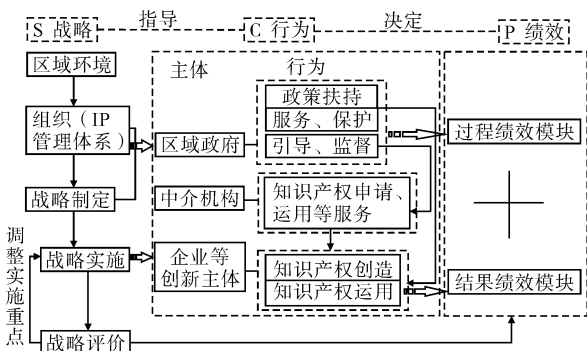 S 战略
指导
C 行为
决定
P 绩效
区域环境
组织（IP
管理体系）
战略制定
战略实施
战略评价
调整实施重点
主体
行为
区域政府
政策扶持
服务、保护
引导、监督
中介机构
知识产权申请、
运用等服务
企业等
创新主体
知识产权创造
知识产权运用
过程绩效模块
结果绩效模块